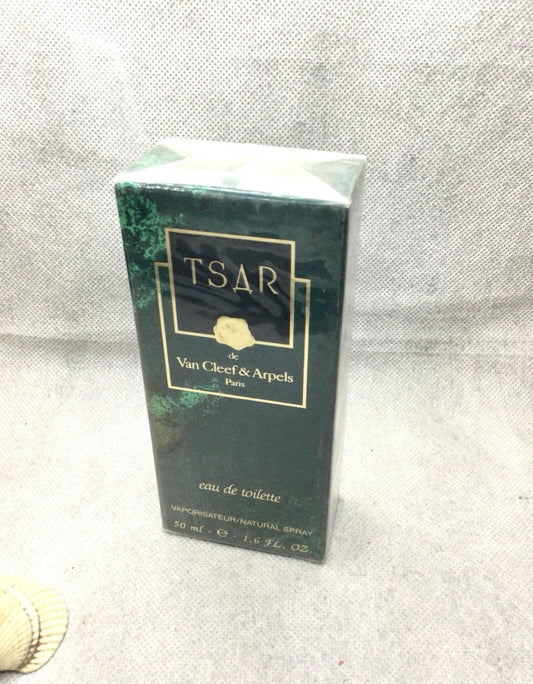 TSAR
de
Van Cleef & Arpels
Paris
eau de toilette
VAPORISATEUR/NATURAL SPRAY
50 ml - e - 1.6 FL. OZ.